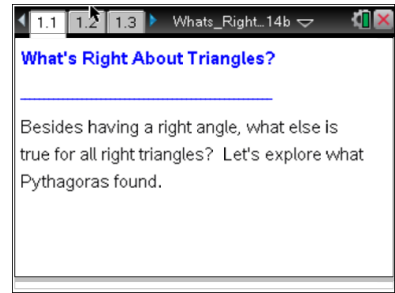 1.1 1.2 1.3 Whats_Right…14b
What's Right About Triangles?
Besides having a right angle, what else is
true for all right triangles? Let's explore what
Pythagoras found.